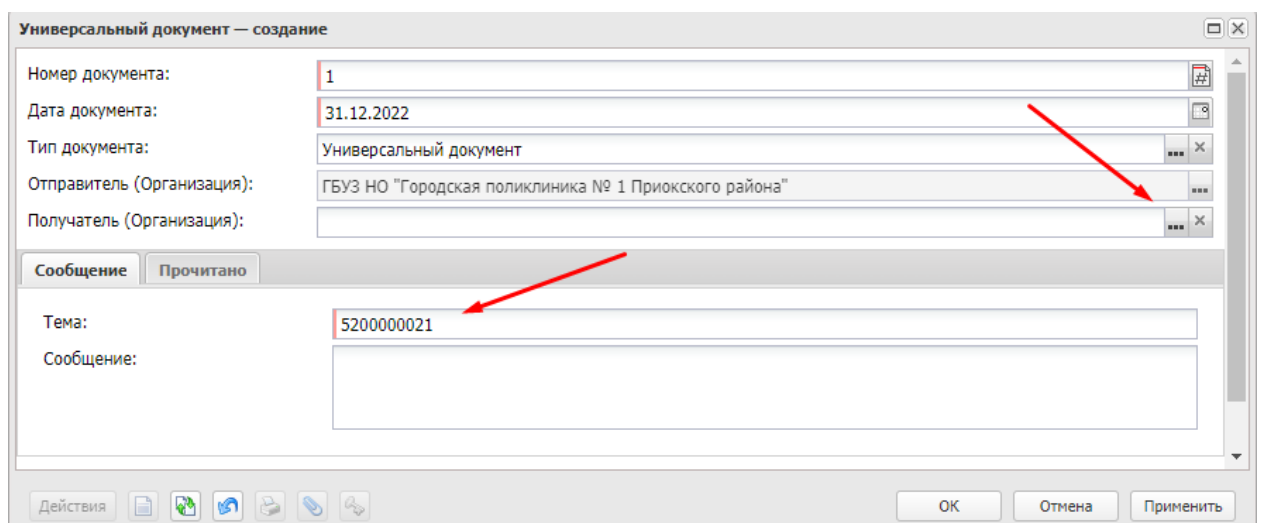 Универсальный документ — создание
Номер документа: 1
Дата документа: 31.12.2022
Тип документа: Универсальный документ
Отправитель (Организация): ГБУЗ НО "Городская поликлиника № 1 Приокского района"
Получатель (Организация):
Сообщение Прочитано
Тема: 5200000021
Сообщение:
Действия ОК Отмена Применить